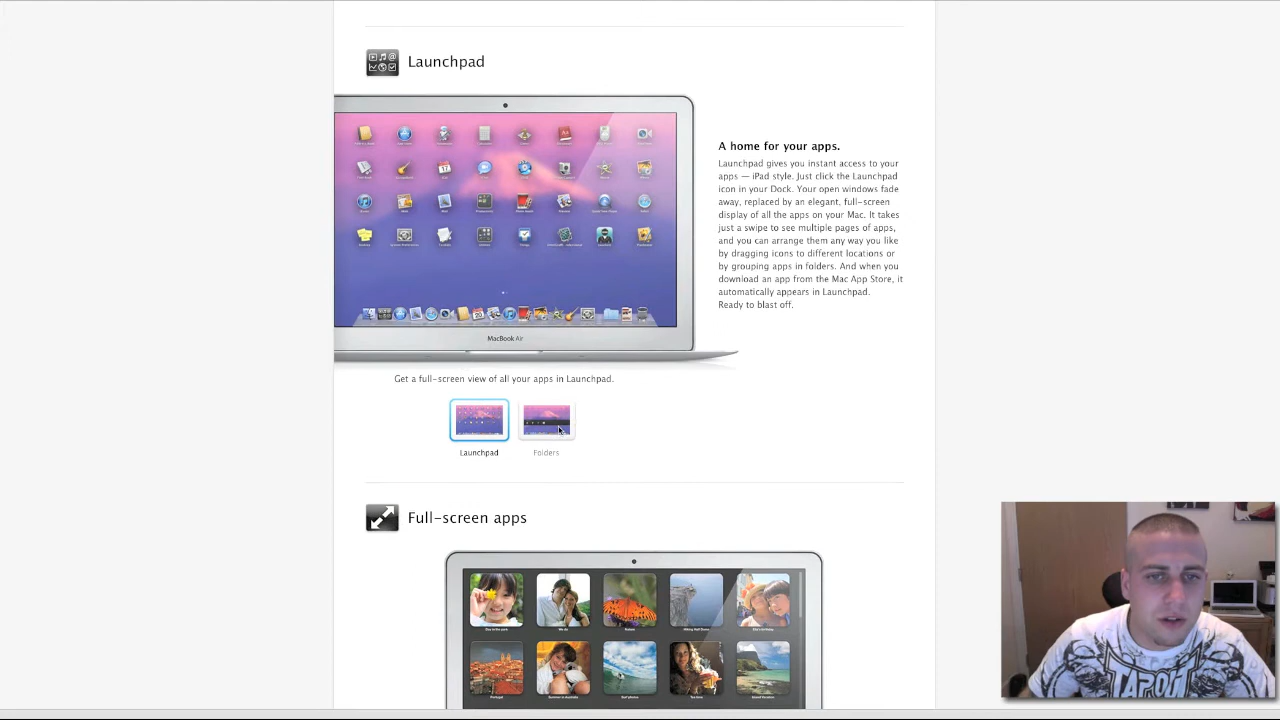 Launchpad
A home for your apps.
Launchpad gives you instant access to your
apps — iPad style. Just click the Launchpad
icon in your Dock. Your open windows fade
away, replaced by an elegant, full-screen
display of all the apps on your Mac. It takes
just a swipe to see multiple pages of apps,
and you can arrange them any way you like
by dragging icons to different locations or
by grouping apps in folders. And when you
download an app from the Mac App Store, it
automatically appears in Launchpad.
Ready to blast off.
MacBook Air
Get a full-screen view of all your apps in Launchpad.
Launchpad
Folders
Full-screen apps
TAPOUT